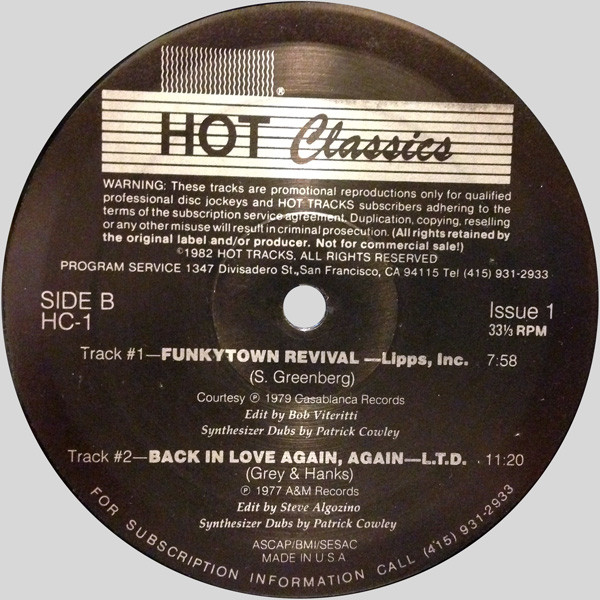 ®
HOT Classics
WARNING: These tracks are promotional reproductions only for qualified
professional disc jockeys and HOT TRACKS subscribers adhering to the
terms of the subscription service agreement. Duplication, copying, reselling
or any other misuse will result in criminal prosecution. (All rights retained by
the original label and/or producer. Not for commercial sale!)
©1982 HOT TRACKS, ALL RIGHTS RESERVED
PROGRAM SERVICE 1347 Divisadero St., San Francisco, CA 94115 Tel (415) 931-2933
SIDE B Issue 1
HC-1 33⅓ RPM
Track #1—FUNKYTOWN REVIVAL —Lipps, Inc. 7:58
(S. Greenberg)
Courtesy ℗ 1979 Casablanca Records
Edit by Bob Viteritti
Synthesizer Dubs by Patrick Cowley
Track #2—BACK IN LOVE AGAIN, AGAIN—L.T.D. 11:20
(Grey & Hanks)
℗ 1977 A&M Records
Edit by Steve Algozino
Synthesizer Dubs by Patrick Cowley
ASCAP/BMI/SESAC
MADE IN U S A
FOR SUBSCRIPTION INFORMATION CALL (415) 931-2933